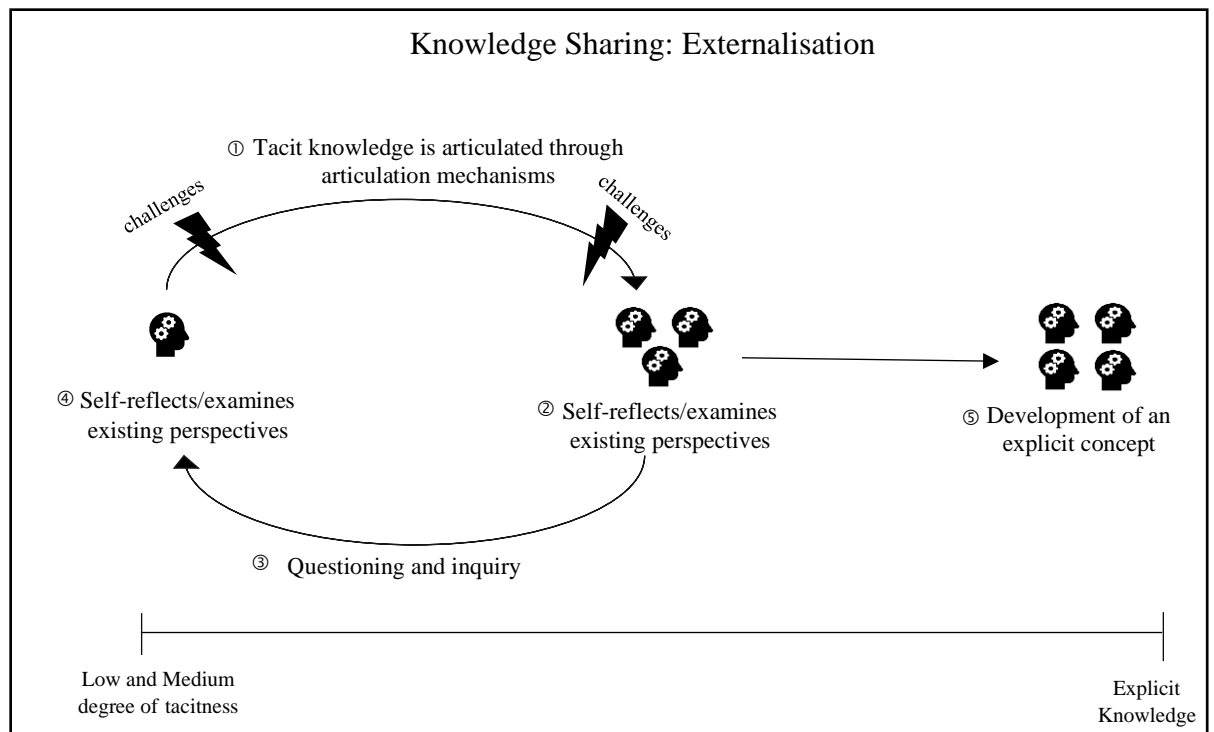 Knowledge Sharing: Externalisation
① Tacit knowledge is articulated through
articulation mechanisms
challenges
challenges
④ Self-reflects/examines
existing perspectives
② Self-reflects/examines
existing perspectives
⑤ Development of an
explicit concept
③ Questioning and inquiry
Low and Medium
degree of tacitness
Explicit
Knowledge